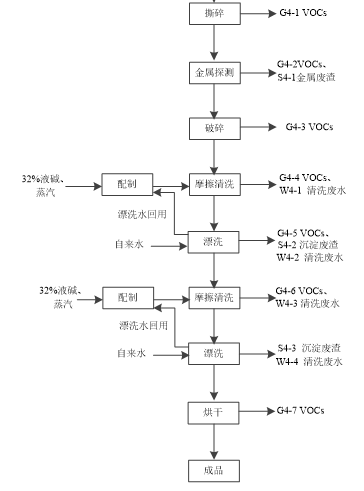 撕碎
G4-1 VOCs
金属探测
G4-2VOCs、
S4-1金属废渣
破碎
G4-3 VOCs
32%液碱、
蒸汽
配制
摩擦清洗
G4-4 VOCs、
W4-1 清洗废水
漂洗水回用
自来水
漂洗
G4-5 VOCs、
S4-2 沉淀废渣
W4-2 清洗废水
32%液碱、
蒸汽
配制
摩擦清洗
G4-6 VOCs、
W4-3 清洗废水
漂洗水回用
自来水
漂洗
S4-3 沉淀废渣
W4-4 清洗废水
烘干
G4-7 VOCs
成品